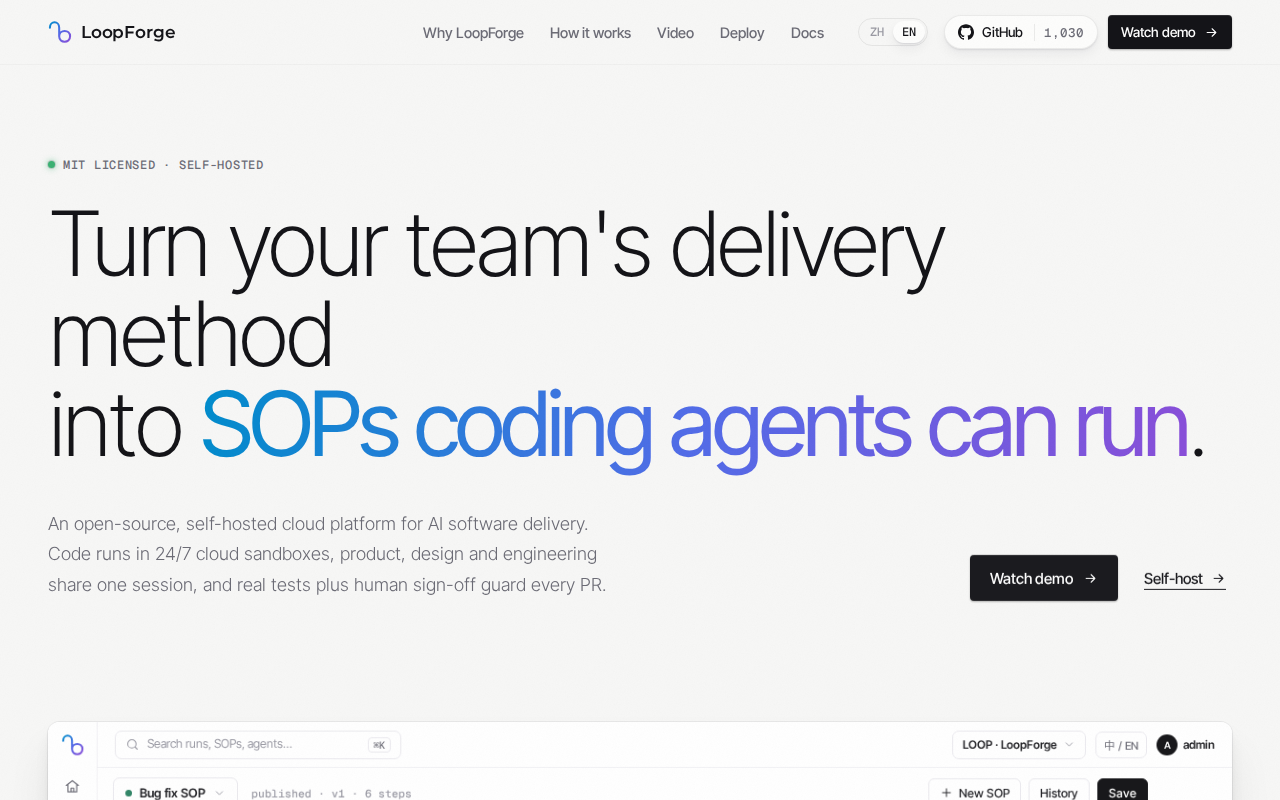 LoopForge
Why LoopForge How it works Video Deploy Docs ZH EN GitHub 1,030 Watch demo →
MIT LICENSED · SELF-HOSTED
Turn your team's delivery
method
into SOPs coding agents can run.
An open-source, self-hosted cloud platform for AI software delivery.
Code runs in 24/7 cloud sandboxes, product, design and engineering
share one session, and real tests plus human sign-off guard every PR.
Watch demo →
Self-host →
Search runs, SOPs, agents... ⌘K
LOOP · LoopForge 中 / EN A admin
Bug fix SOP published · v1 · 6 steps
+ New SOP History Save